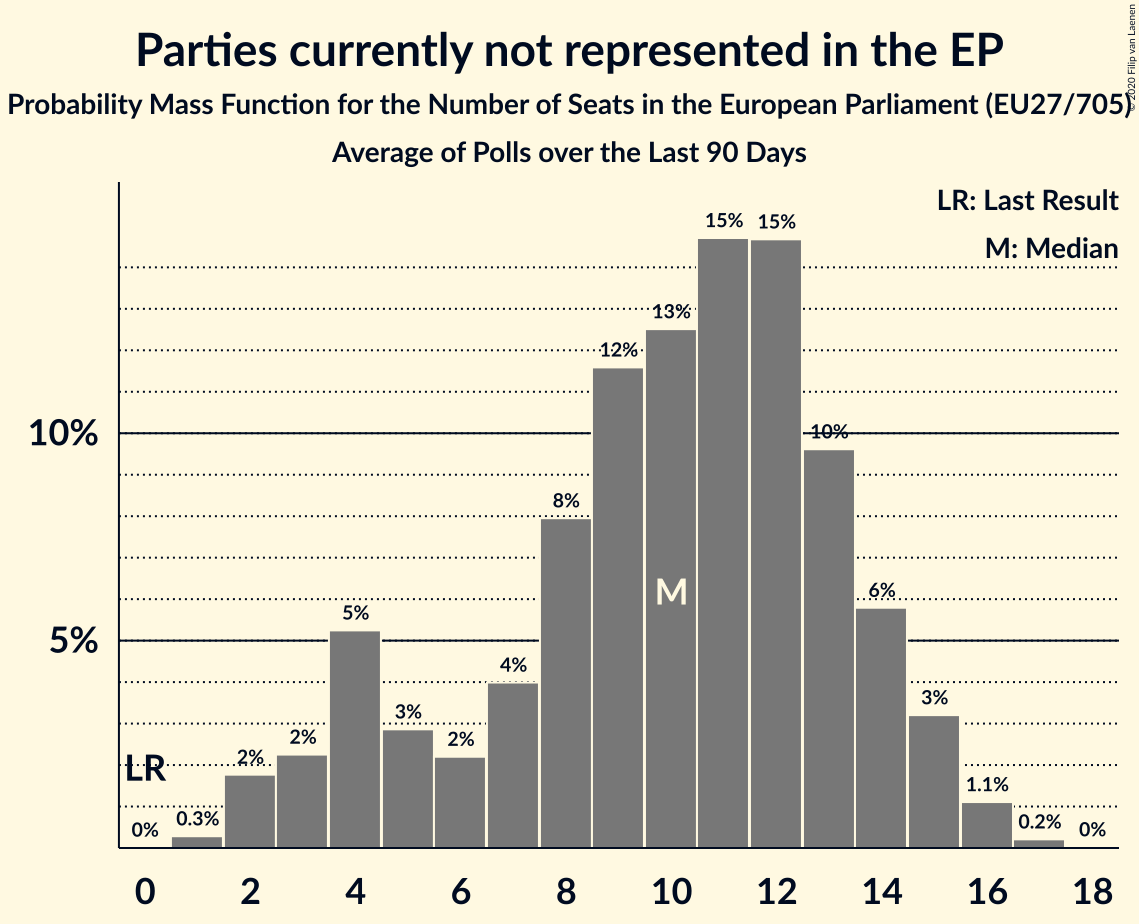 Parties currently not represented in the EP
Probability Mass Function for the Number of Seats in the European Parliament (EU27/705)
Average of Polls over the Last 90 Days
© 2020 Filip van Laenen
LR: Last Result
M: Median
10%
5%
LR
M
0%
0.3%
2%
2%
5%
3%
2%
4%
8%
12%
13%
15%
15%
10%
6%
3%
1.1%
0.2%
0%
0 2 4 6 8 10 12 14 16 18